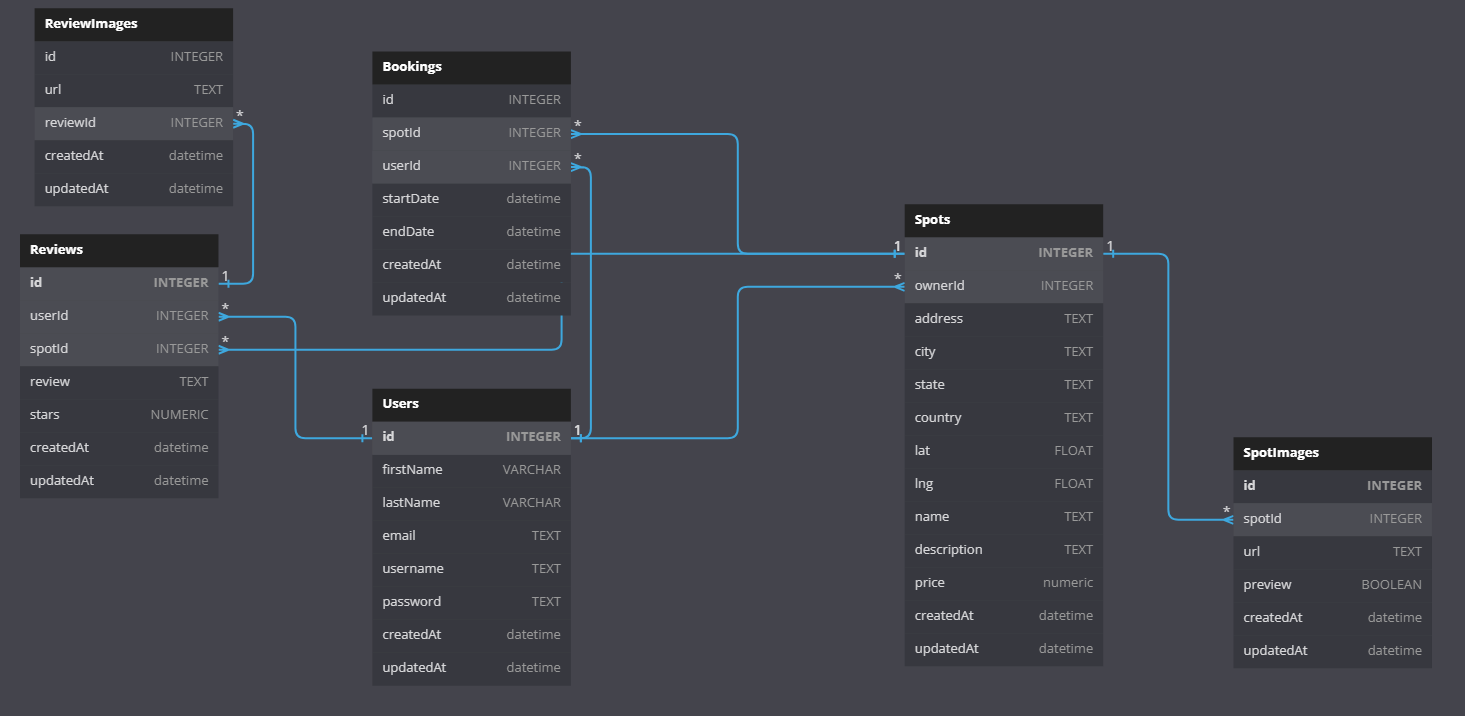 ReviewImages
id INTEGER
url TEXT
reviewId INTEGER *
createdAt datetime
updatedAt datetime
Reviews
id INTEGER 1
userId INTEGER *
spotId INTEGER *
review TEXT
stars NUMERIC
createdAt datetime
updatedAt datetime
Bookings
id INTEGER
spotId INTEGER *
userId INTEGER *
startDate datetime
endDate datetime
createdAt datetime
updatedAt datetime
Users
1 id INTEGER 1
firstName VARCHAR
lastName VARCHAR
email TEXT
username TEXT
password TEXT
createdAt datetime
updatedAt datetime
Spots
1 id INTEGER 1
* ownerId INTEGER
address TEXT
city TEXT
state TEXT
country TEXT
lat FLOAT
lng FLOAT
name TEXT
description TEXT
price numeric
createdAt datetime
updatedAt datetime
SpotImages
id INTEGER
* spotId INTEGER
url TEXT
preview BOOLEAN
createdAt datetime
updatedAt datetime